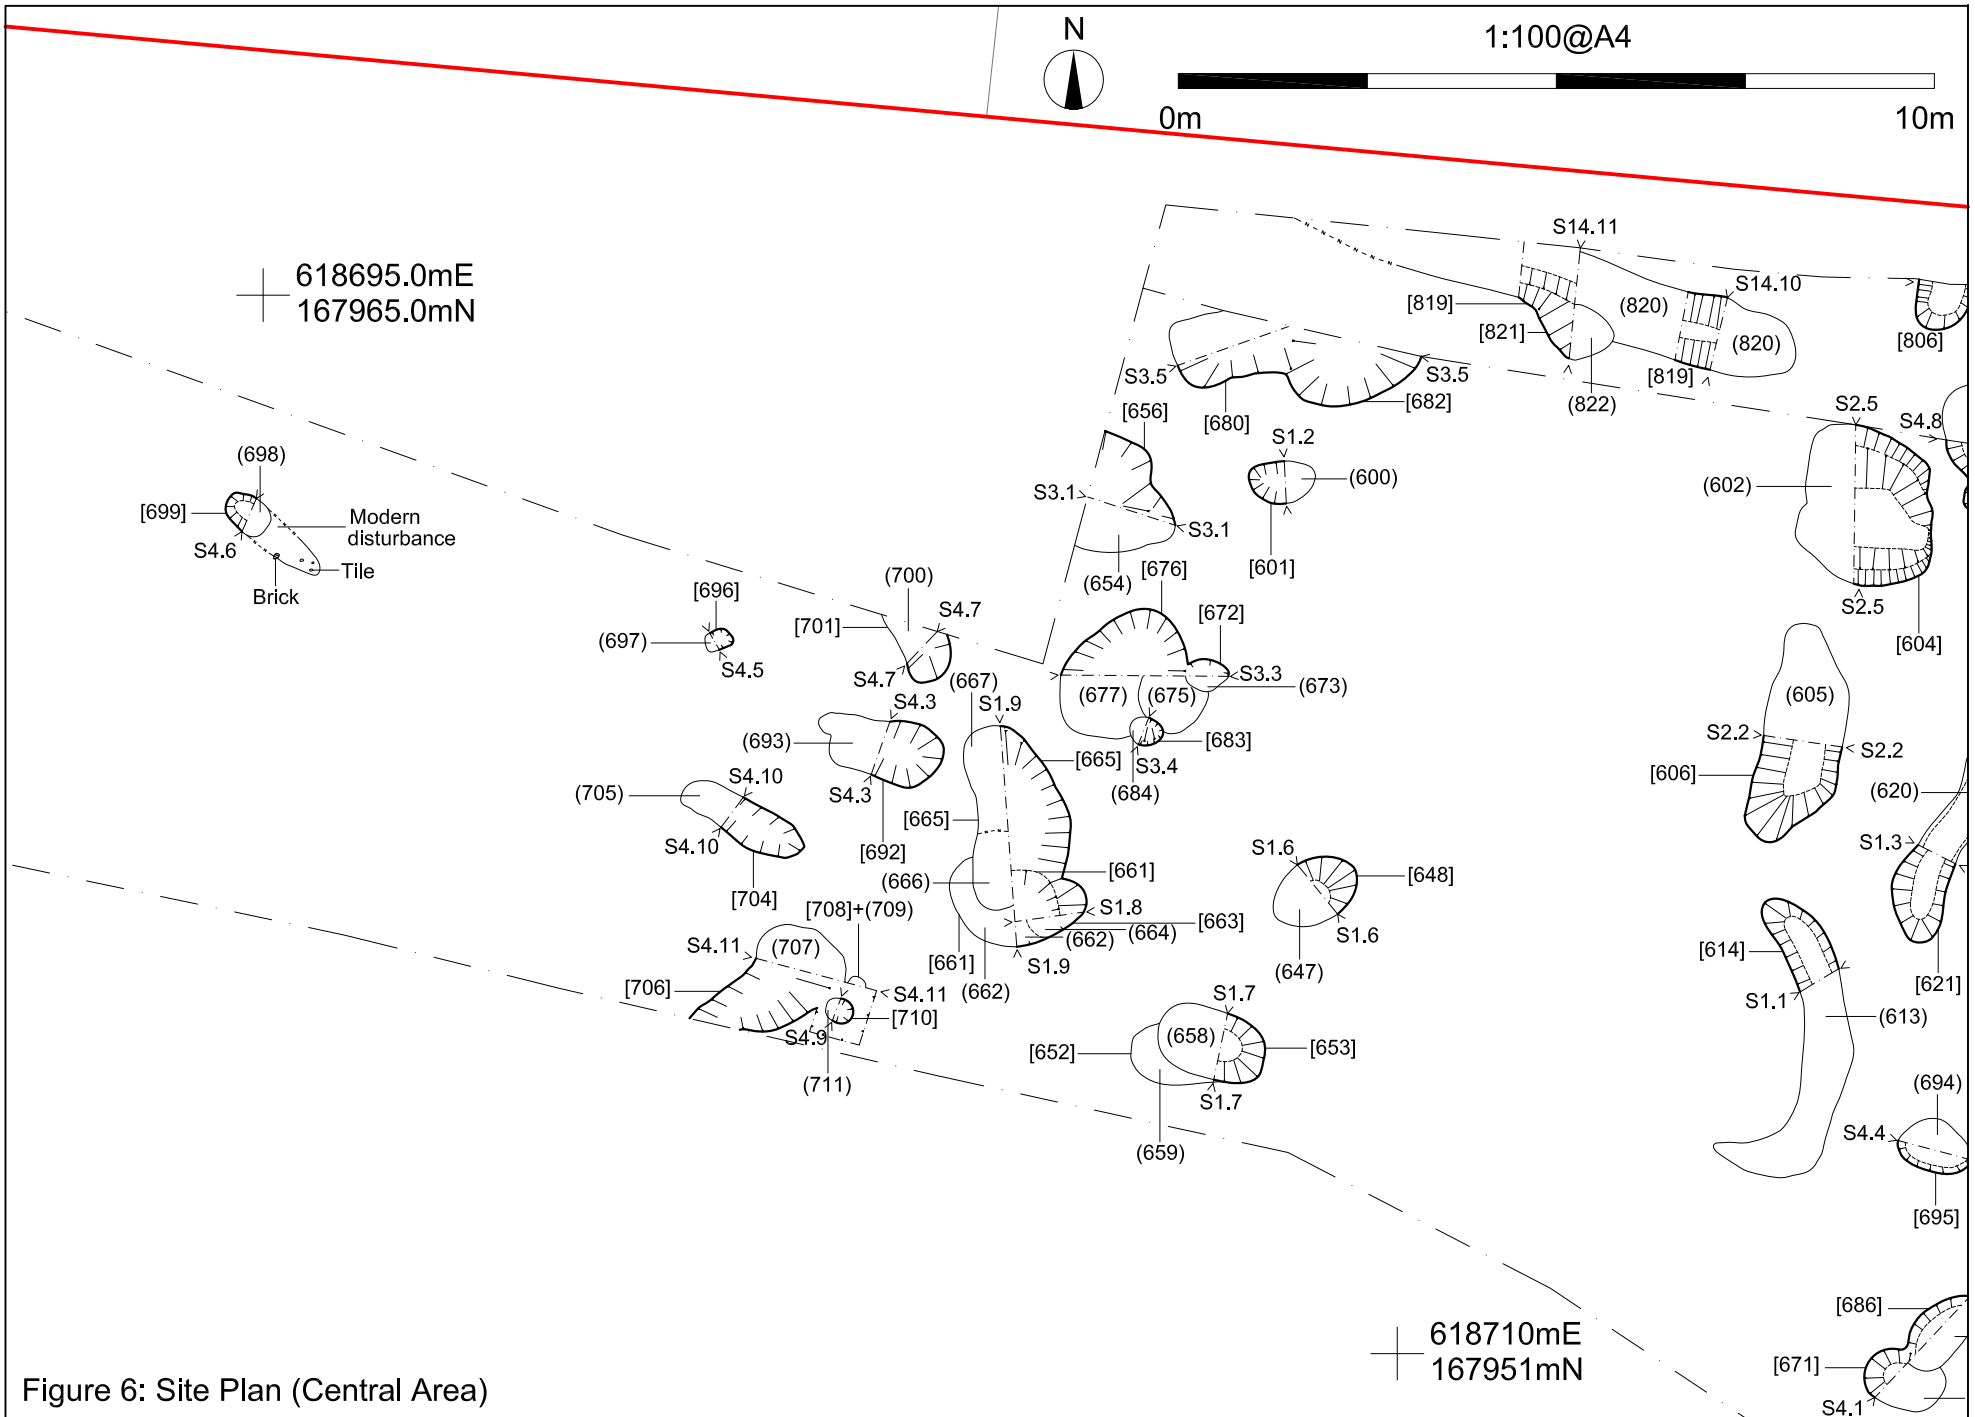 N
1:100@A4
0m
10m
618695.0mE
167965.0mN
S14.11
S14.10
[819]
[821]
(820)
(820)
[819]
(822)
[806]
S3.5
S3.5
[680]
[682]
[656]
S1.2
(600)
[601]
S3.1
S3.1
(654)
S2.5
S4.8
(602)
S2.5
[604]
(698)
[699]
S4.6
Modern
disturbance
Tile
Brick
[696]
(697)
S4.5
(700)
[701]
S4.7
S4.7
[676]
[672]
S3.3
(673)
(677)
(675)
[683]
S3.4
(684)
(667)
S1.9
S4.3
(693)
S4.3
[692]
[665]
[665]
(705)
S4.10
S4.10
[704]
(605)
S2.2
S2.2
[606]
(620)
S1.3
[621]
(666)
[661]
S1.8
[663]
(664)
(662)
[661]
(662)
S1.9
S1.6
[648]
S1.6
(647)
[708]+(709)
S4.11
(707)
[706]
S4.11
[710]
S4.9
(711)
[614]
S1.1
(613)
S1.7
[652]
(658)
[653]
S1.7
(659)
(694)
S4.4
[695]
[686]
[671]
S4.1
618710mE
167951mN
Figure 6: Site Plan (Central Area)